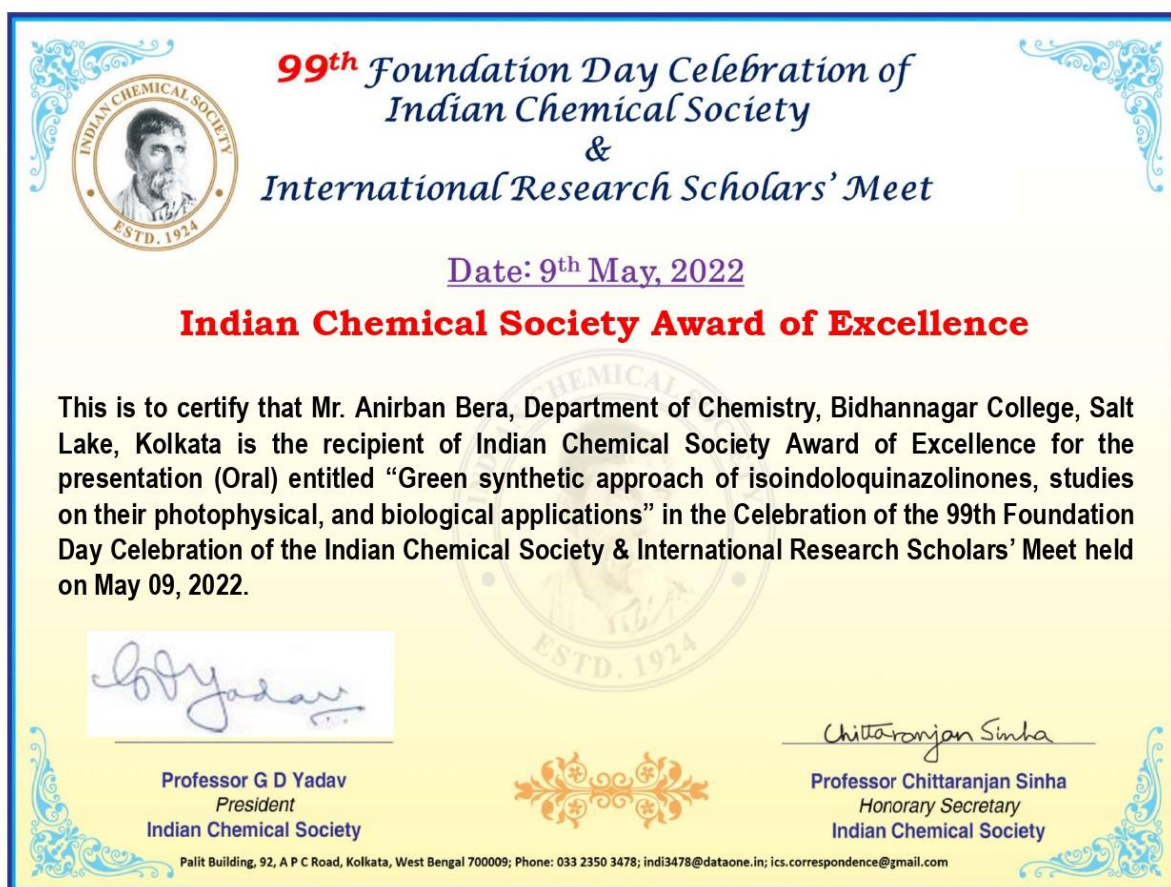 INDIAN CHEMICAL SOCIETY
ESTD. 1924
99th Foundation Day Celebration of
Indian Chemical Society
&
International Research Scholars’ Meet
Date: 9th May, 2022
Indian Chemical Society Award of Excellence
This is to certify that Mr. Anirban Bera, Department of Chemistry, Bidhannagar College, Salt
Lake, Kolkata is the recipient of Indian Chemical Society Award of Excellence for the
presentation (Oral) entitled “Green synthetic approach of isoindoloquinazolinones, studies
on their photophysical, and biological applications” in the Celebration of the 99th Foundation
Day Celebration of the Indian Chemical Society & International Research Scholars’ Meet held
on May 09, 2022.
INDIAN CHEMICAL SOCIETY
ESTD. 1924
GDYadav
Chittaranjan Sinha
Professor G D Yadav
President
Indian Chemical Society
Professor Chittaranjan Sinha
Honorary Secretary
Indian Chemical Society
Palit Building, 92, A P C Road, Kolkata, West Bengal 700009; Phone: 033 2350 3478; indi3478@dataone.in; ics.correspondence@gmail.com